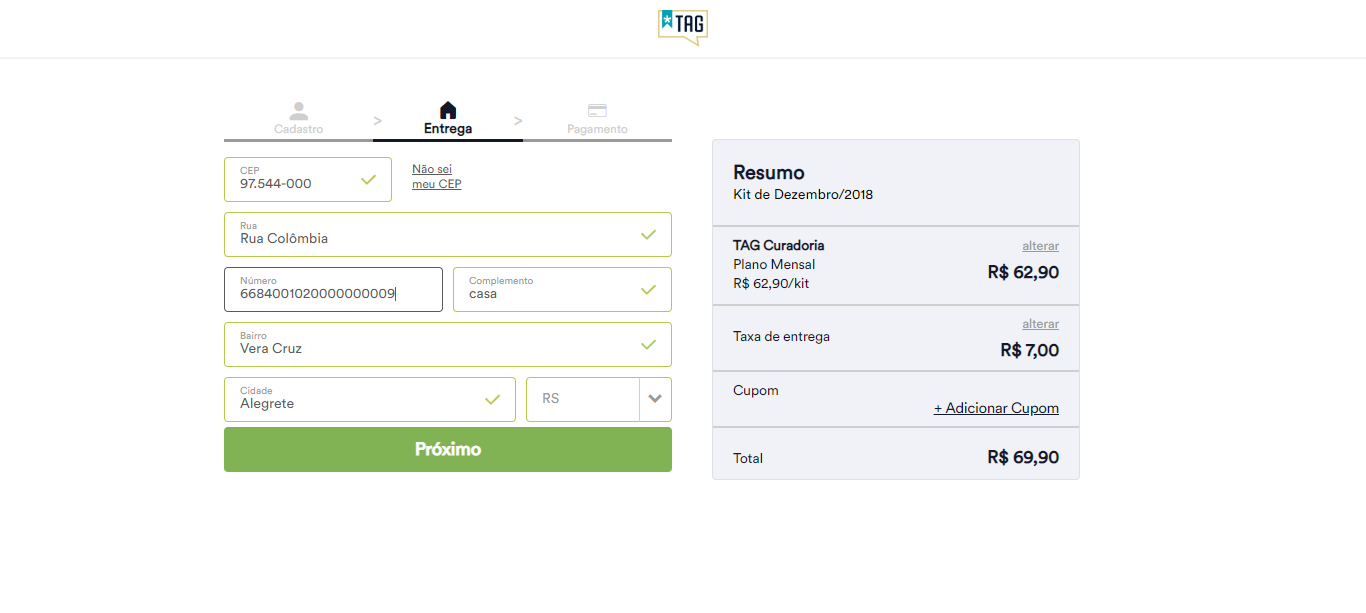 TAG
Cadastro > Entrega > Pagamento
CEP
97.544-000
Não sei
meu CEP
Rua
Rua Colômbia
Número
6684001020000000009
Complemento
casa
Bairro
Vera Cruz
Cidade
Alegrete
RS
Próximo
Resumo
Kit de Dezembro/2018
TAG Curadoria
alterar
Plano Mensal
R$ 62,90
R$ 62,90/kit
alterar
Taxa de entrega
R$ 7,00
Cupom
+ Adicionar Cupom
Total
R$ 69,90